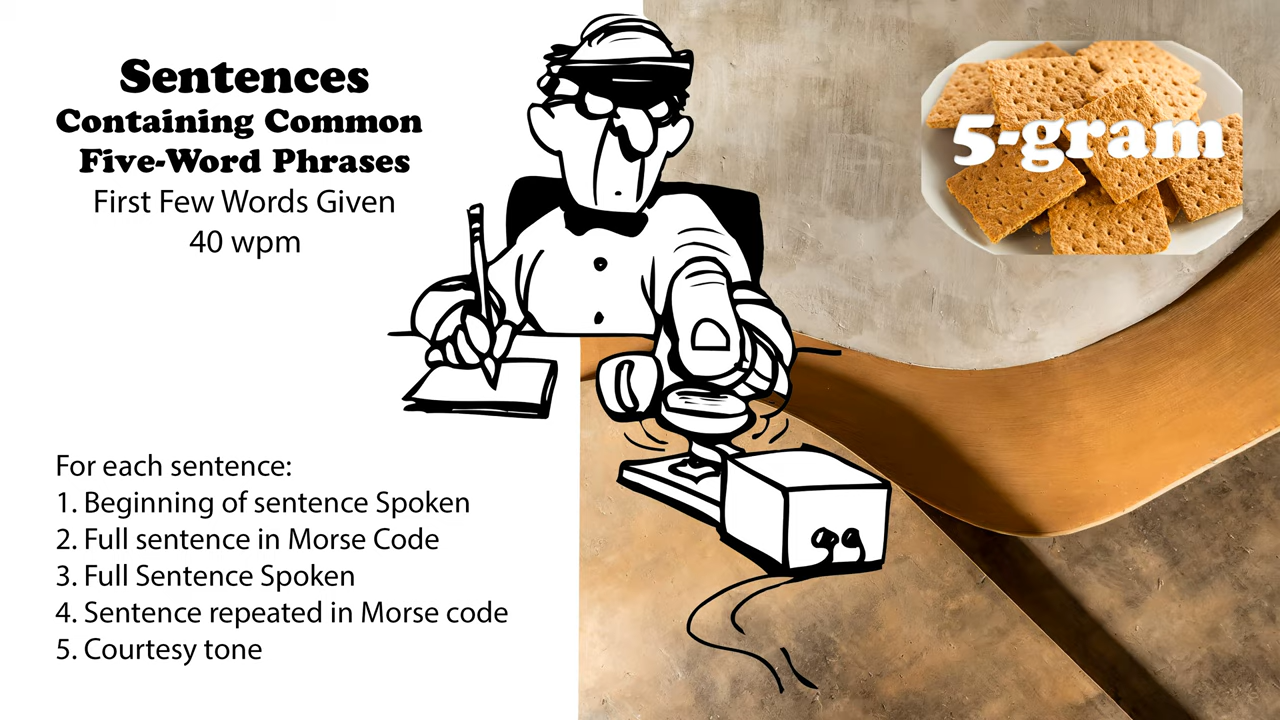 Sentences
Containing Common
Five-Word Phrases
First Few Words Given
40 wpm
5-gram
For each sentence:
1. Beginning of sentence Spoken
2. Full sentence in Morse Code
3. Full Sentence Spoken
4. Sentence repeated in Morse code
5. Courtesy tone